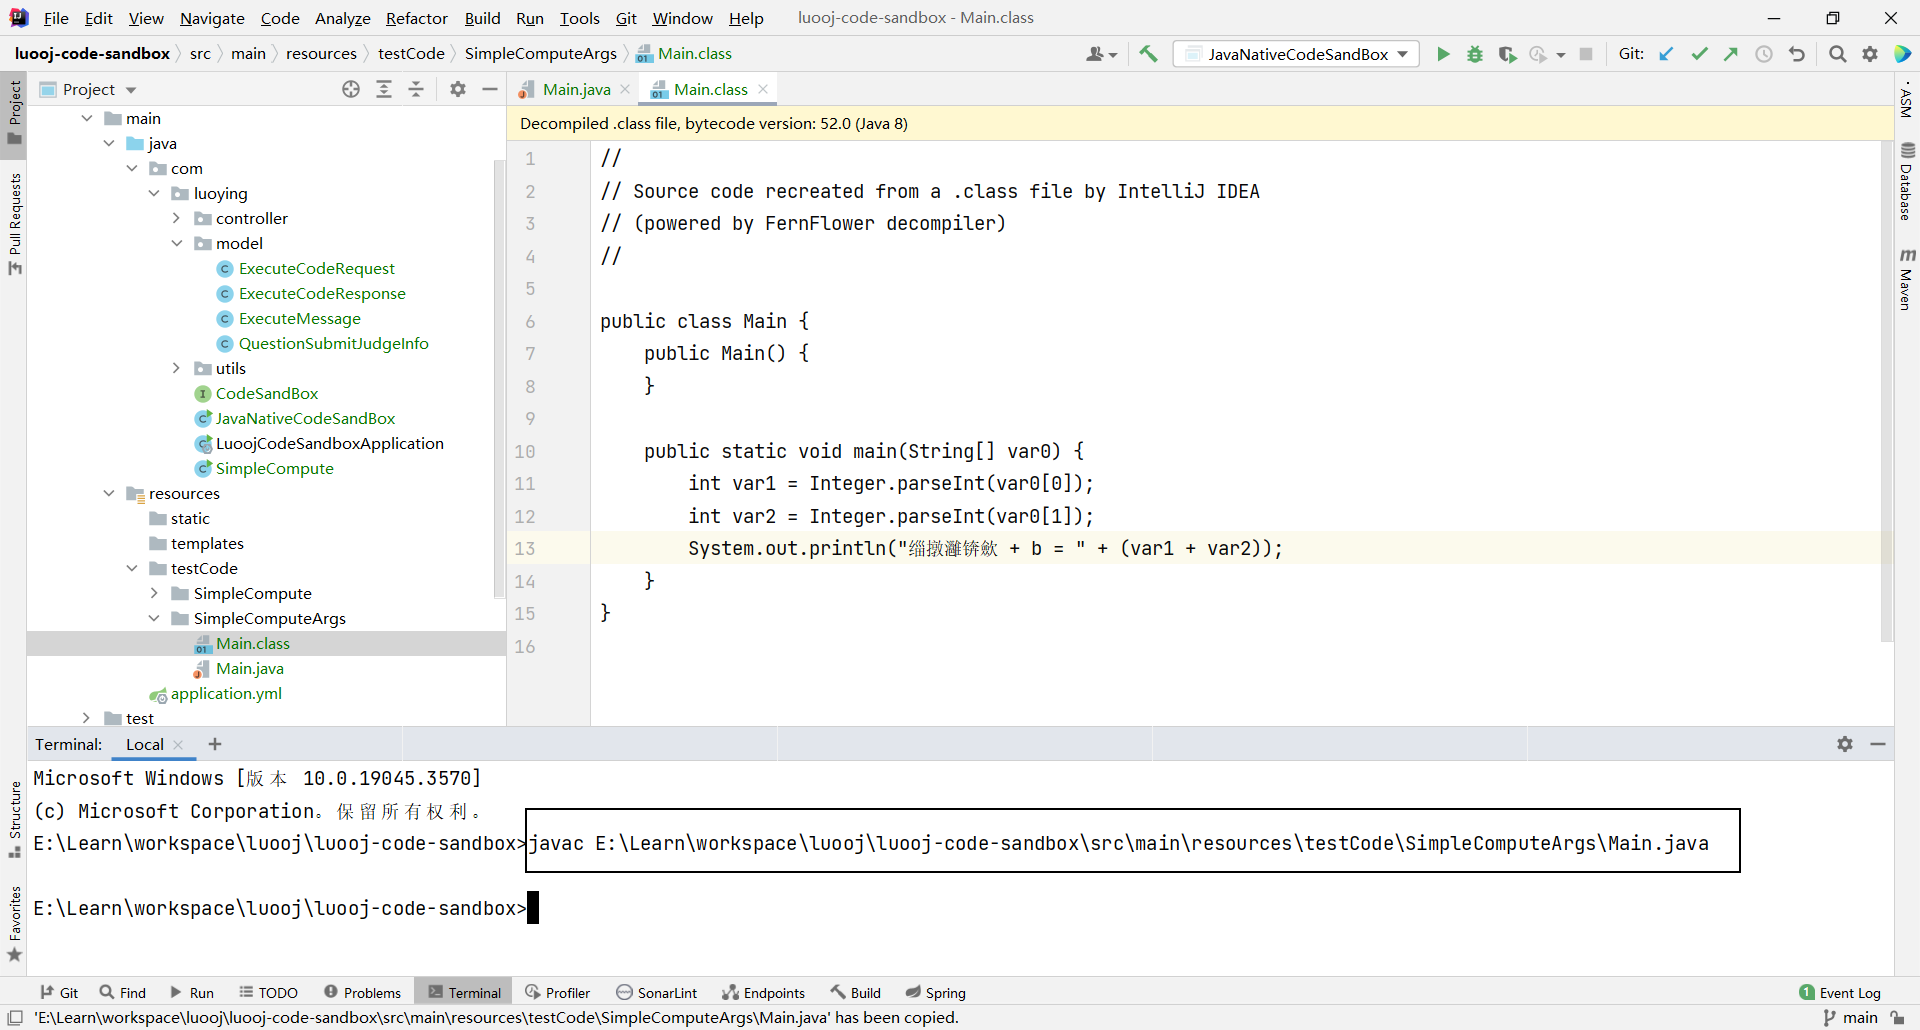 File Edit View Navigate Code Analyze Refactor Build Run Tools Git Window Help luooj-code-sandbox - Main.class
luooj-code-sandbox src main resources testCode SimpleComputeArgs Main.class JavaNativeCodeSandBox Git:
Project
Main.java Main.class
Decompiled .class file, bytecode version: 52.0 (Java 8)
Project
Pull Requests
Structure
Favorites
main
java
com
luoying
controller
model
ExecuteCodeRequest
ExecuteCodeResponse
ExecuteMessage
QuestionSubmitJudgeInfo
utils
CodeSandBox
JavaNativeCodeSandBox
LuoojCodeSandboxApplication
SimpleCompute
resources
static
templates
testCode
SimpleCompute
SimpleComputeArgs
Main.class
Main.java
application.yml
test
1 //
2 // Source code recreated from a .class file by IntelliJ IDEA
3 // (powered by FernFlower decompiler)
4 //
5
6 public class Main {
7 public Main() {
8 }
9
10 public static void main(String[] var0) {
11 int var1 = Integer.parseInt(var0[0]);
12 int var2 = Integer.parseInt(var0[1]);
13 System.out.println(" + b = " + (var1 + var2));
14 }
15 }
16
ASM
Database
Maven
Terminal: Local
Microsoft Windows [版本 10.0.19045.3570]
(c) Microsoft Corporation。保留所有权利。
E:\Learn\workspace\luooj\luooj-code-sandbox>javac E:\Learn\workspace\luooj\luooj-code-sandbox\src\main\resources\testCode\SimpleComputeArgs\Main.java
E:\Learn\workspace\luooj\luooj-code-sandbox>
Git Find Run TODO Problems Terminal Profiler SonarLint Endpoints Build Spring 1 Event Log
'E:\Learn\workspace\luooj\luooj-code-sandbox\src\main\resources\testCode\SimpleComputeArgs\Main.java' has been copied. main